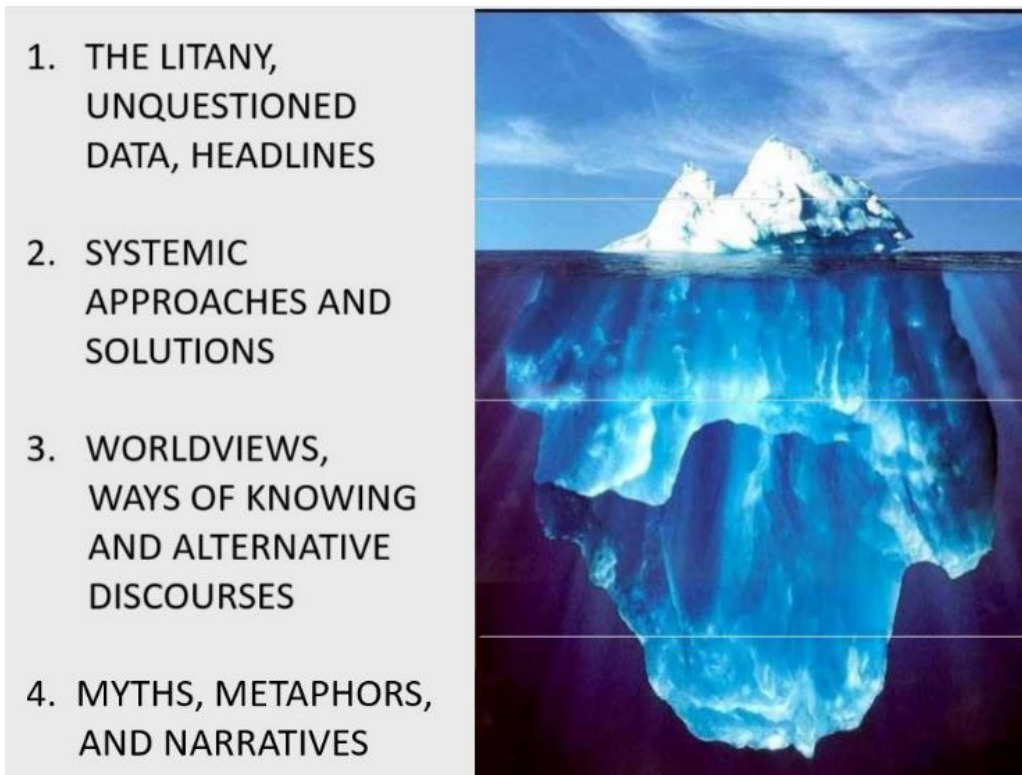 1. THE LITANY,
UNQUESTIONED
DATA, HEADLINES
2. SYSTEMIC
APPROACHES AND
SOLUTIONS
3. WORLDVIEWS,
WAYS OF KNOWING
AND ALTERNATIVE
DISCOURSES
4. MYTHS, METAPHORS,
AND NARRATIVES